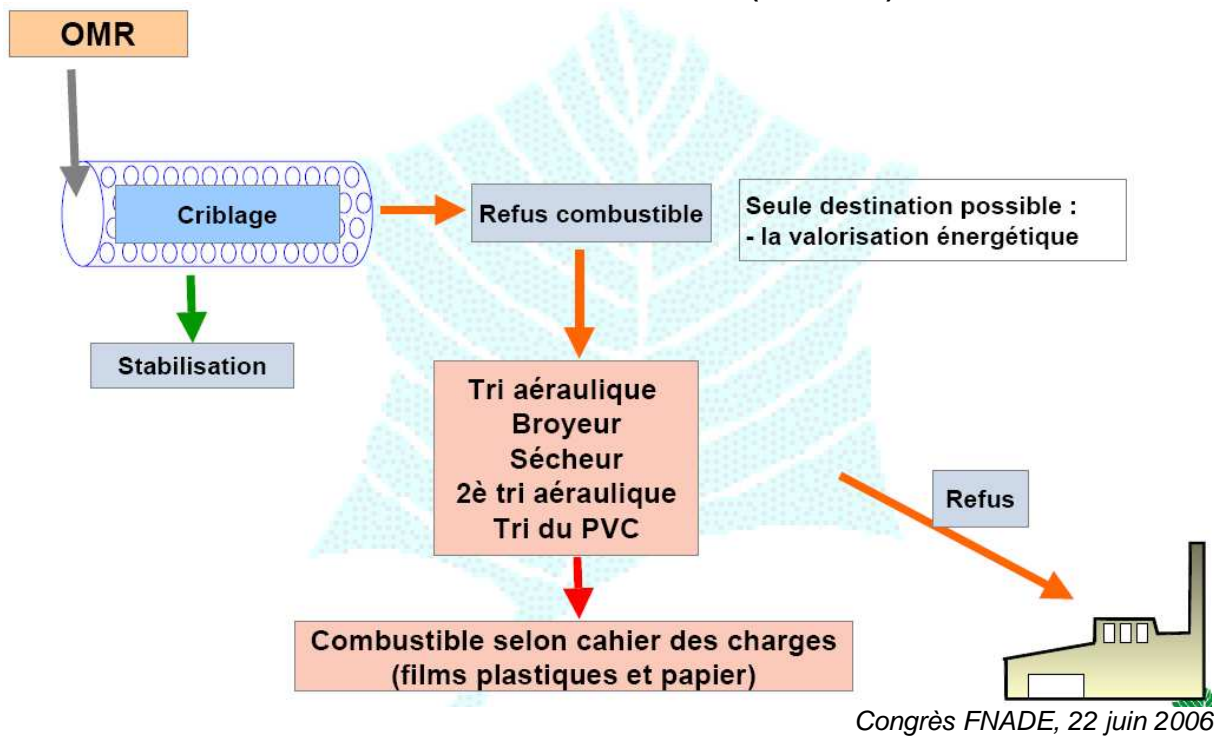 OMR
Criblage
Refus combustible
Seule destination possible :
- la valorisation énergétique
Stabilisation
Tri aéraulique
Broyeur
Sécheur
2è tri aéraulique
Tri du PVC
Refus
Combustible selon cahier des charges
(films plastiques et papier)
Congrès FNADE, 22 juin 2006